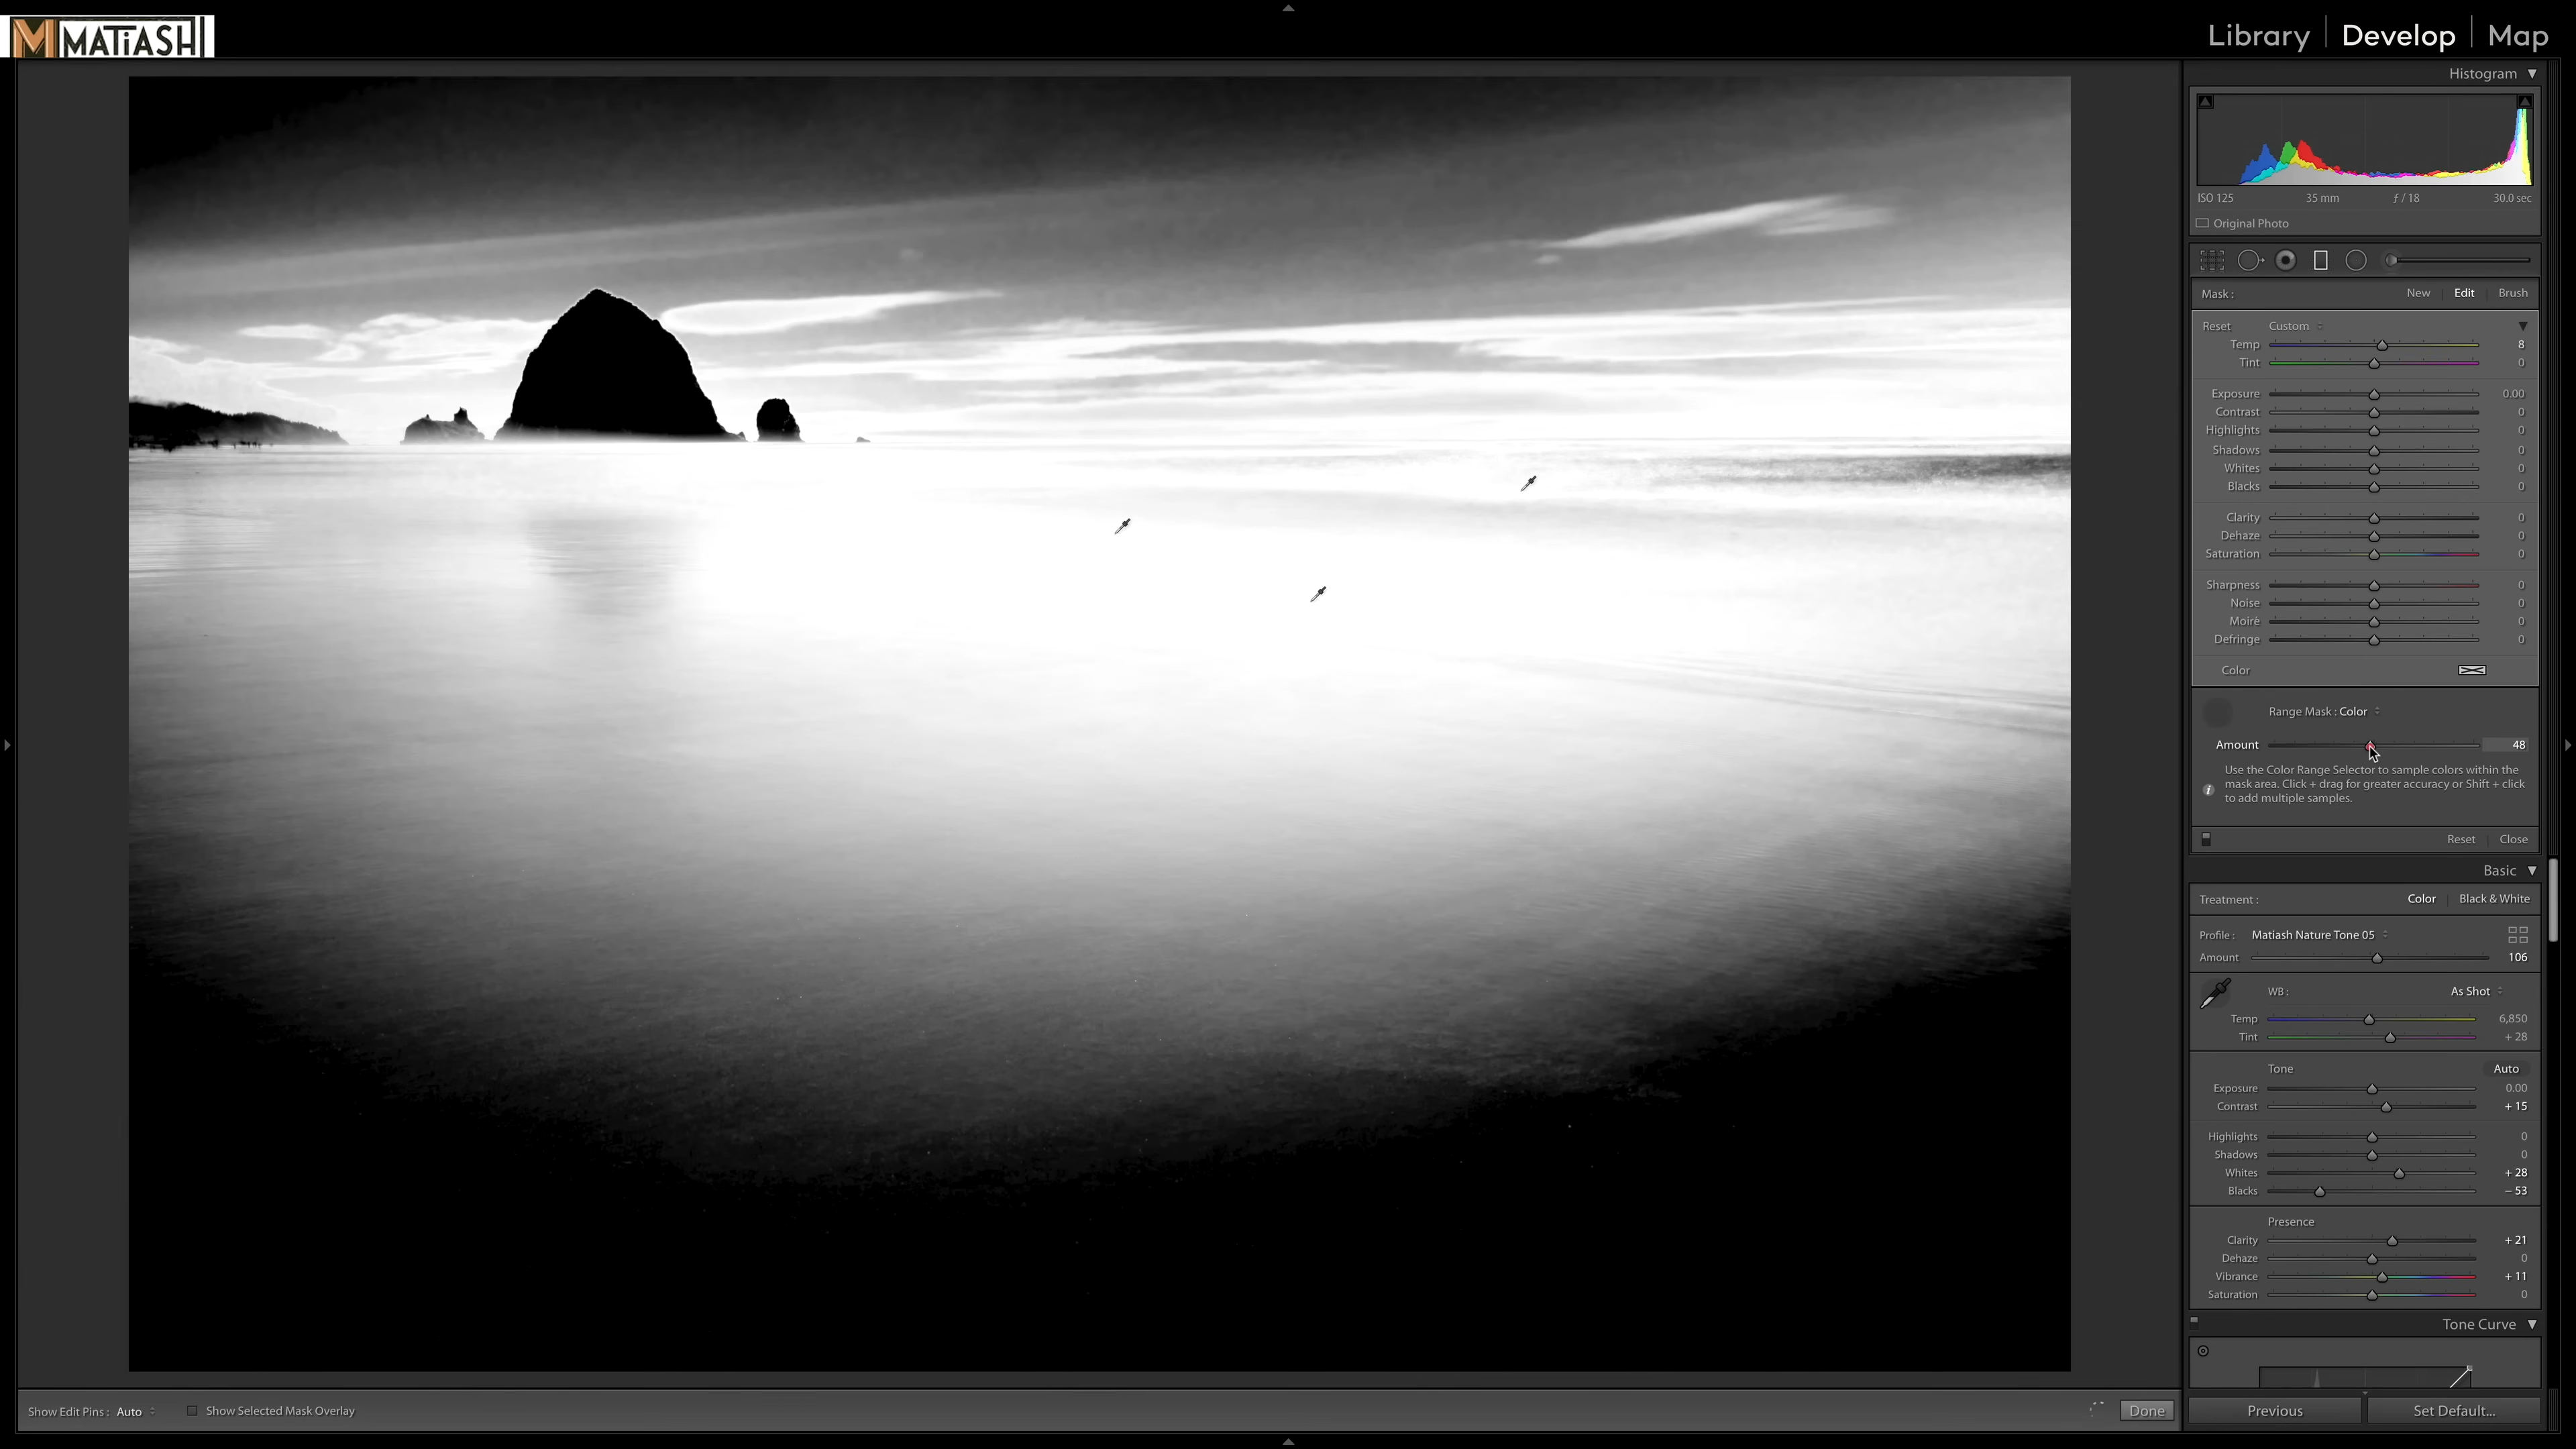 M MATiASH
Library | Develop | Map
Histogram
ISO 125 35 mm ƒ / 18 30.0 sec
Original Photo
Mask : New Edit Brush
Reset Custom
Temp 8
Tint 0
Exposure 0.00
Contrast 0
Highlights 0
Shadows 0
Whites 0
Blacks 0
Clarity 0
Dehaze 0
Saturation 0
Sharpness 0
Noise 0
Moiré 0
Defringe 0
Color
Range Mask : Color
Amount 48
Use the Color Range Selector to sample colors within the
mask area. Click + drag for greater accuracy or Shift + click
to add multiple samples.
Reset Close
Basic
Treatment : Color Black & White
Profile : Matiash Nature Tone 05
Amount 106
WB : As Shot
Temp 6,850
Tint + 28
Tone Auto
Exposure 0.00
Contrast + 15
Highlights 0
Shadows 0
Whites + 28
Blacks – 53
Presence
Clarity + 21
Dehaze 0
Vibrance + 11
Saturation 0
Tone Curve
Show Edit Pins : Auto Show Selected Mask Overlay Done
Previous Set Default...